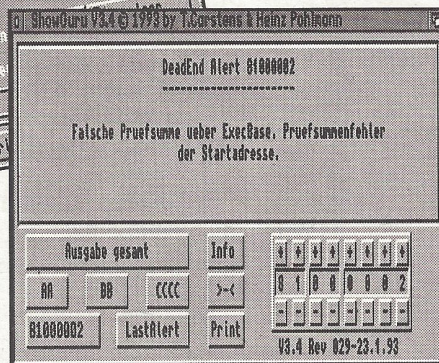 ShowGuru V3.4 © 1993 by T.Carstens & Heinz Pohlmann
DeadEnd Alert 81000002
----------------------
Falsche Pruefsumme ueber ExecBase. Pruefsummenfehler
der Startadresse.
Ausgabe gesamt
Info
+ + + + + + + +
AA
BB
CCCC
>-<
8 1 0 0 0 0 0 2
- - - - - - - -
81000002
LastAlert
Print
V3.4 Rev 029-23.1.93